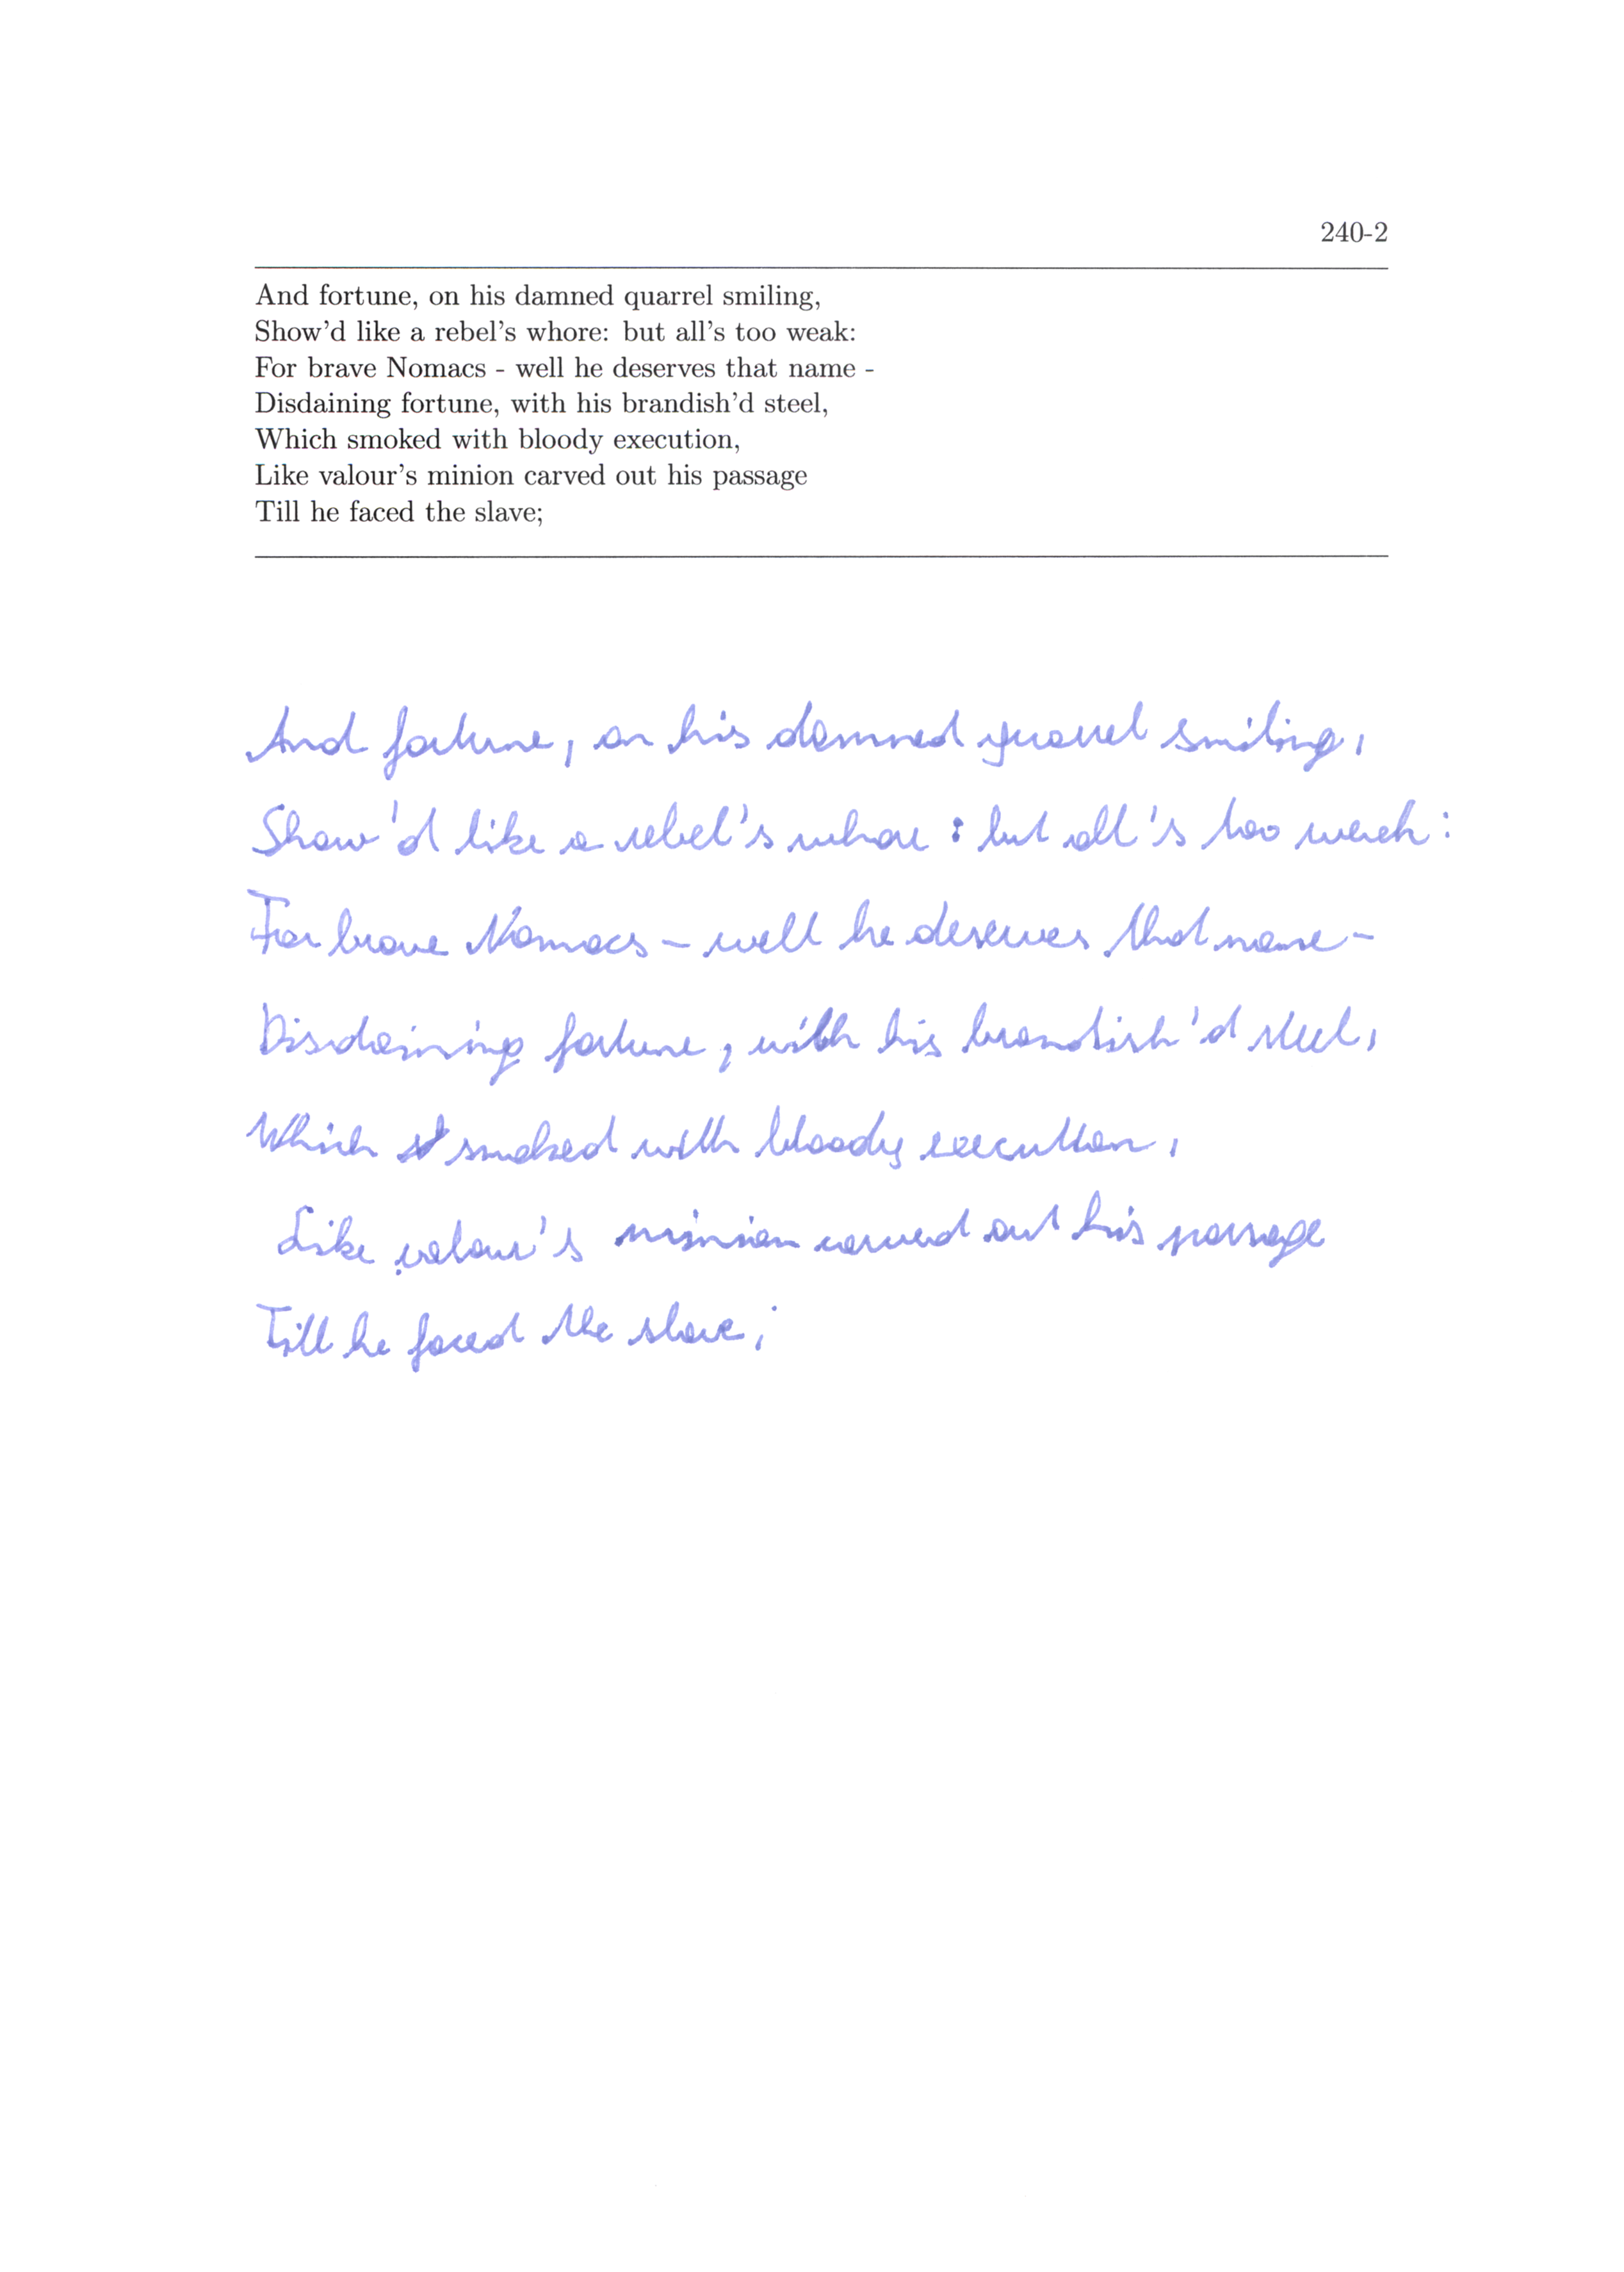 240-2
And fortune, on his damned quarrel smiling,
Show'd like a rebel's whore: but all's too weak:
For brave Nomacs - well he deserves that name -
Disdaining fortune, with his brandish'd steel,
Which smoked with bloody execution,
Like valour's minion carved out his passage
Till he faced the slave;
And fortune, on his damned quarrel smiling,
Show'd like a rebel's whore : but all's too weak :
For brave Nomacs - well he deserves that name -
Disdaining fortune, with his brandish'd steel,
Which smoked with bloody execution,
Like valour's minion carved out his passage
Till he faced the slave;